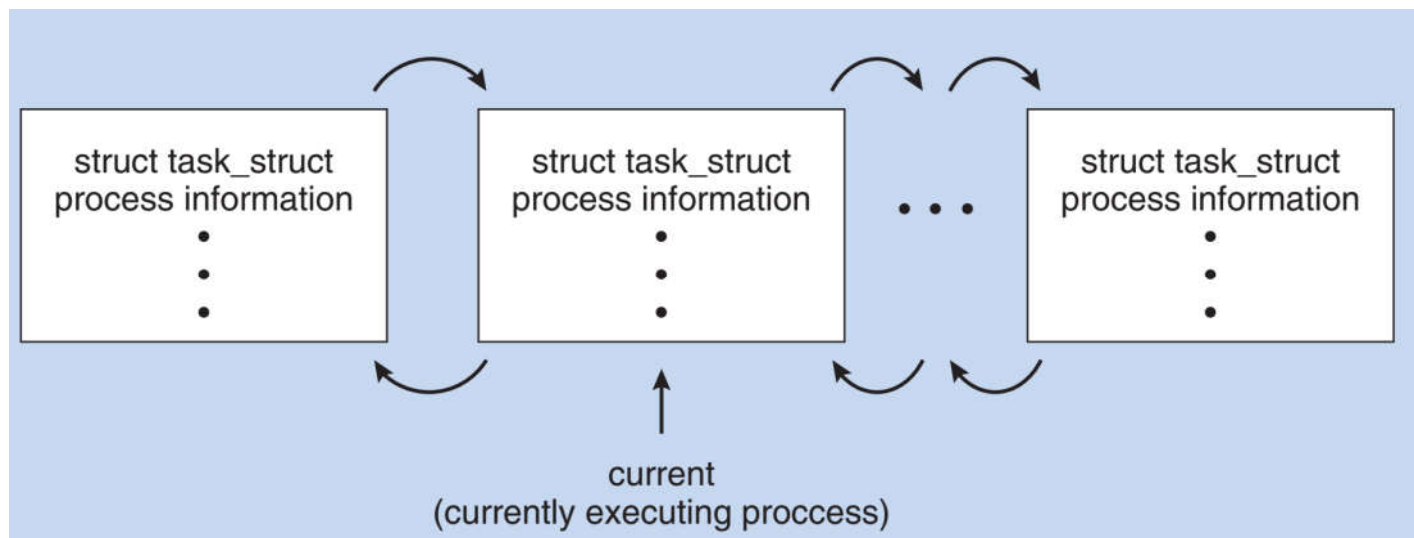 struct task_struct
process information
struct task_struct
process information
struct task_struct
process information
current
(currently executing proccess)